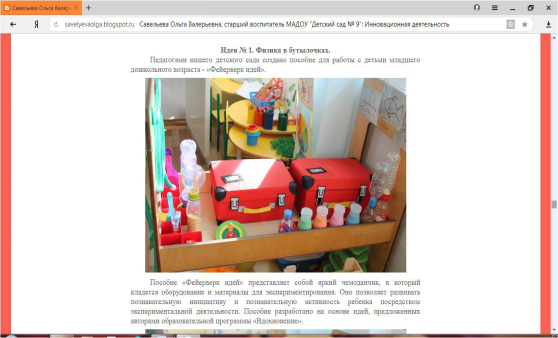 Савельева Ольга Валерь
savelyevaolga.blogspot.ru Савельева Ольга Валерьевна, старший воспитатель МАДОУ "Детский сад № 9": Инновационная деятельность
Идея № 1. Физика в бутылочках.
Педагогами нашего детского сада создано пособие для работы с детьми младшего
дошкольного возраста - «Фейерверк идей».
Пособие «Фейерверк идей» представляет собой яркий чемоданчик, в который
кладется оборудование и материалы для экспериментирования. Оно позволяет развивать
познавательную инициативу и познавательную активность ребенка посредством
экспериментальной деятельности. Пособие разработано на основе идей, предложенных
авторами образовательной программы «Вдохновение».